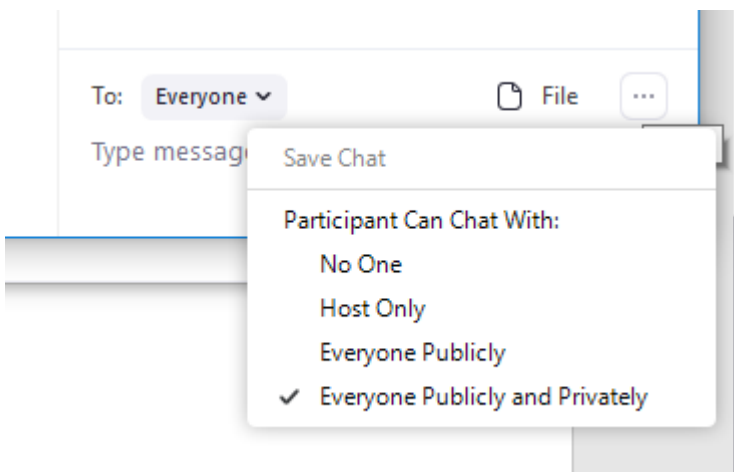 To: Everyone File ...
Type message
Save Chat
Participant Can Chat With:
No One
Host Only
Everyone Publicly
✓ Everyone Publicly and Privately